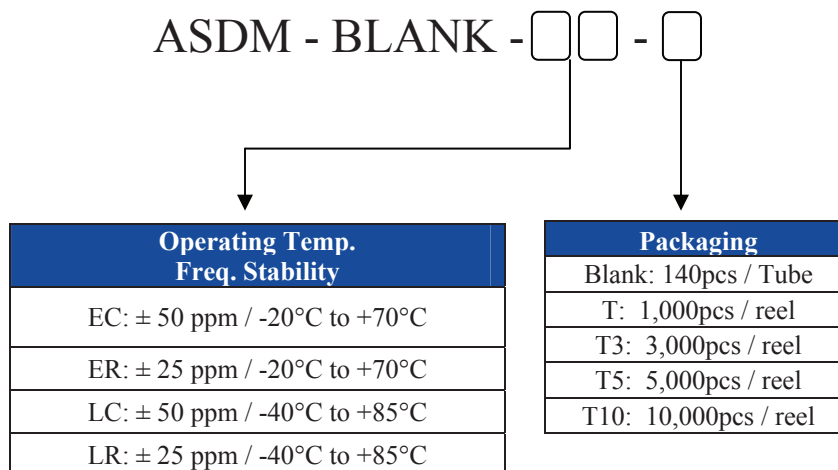 ASDM - BLANK - -
Operating Temp.
Freq. Stability
EC: ± 50 ppm / -20°C to +70°C
ER: ± 25 ppm / -20°C to +70°C
LC: ± 50 ppm / -40°C to +85°C
LR: ± 25 ppm / -40°C to +85°C
Packaging
Blank: 140pcs / Tube
T: 1,000pcs / reel
T3: 3,000pcs / reel
T5: 5,000pcs / reel
T10: 10,000pcs / reel